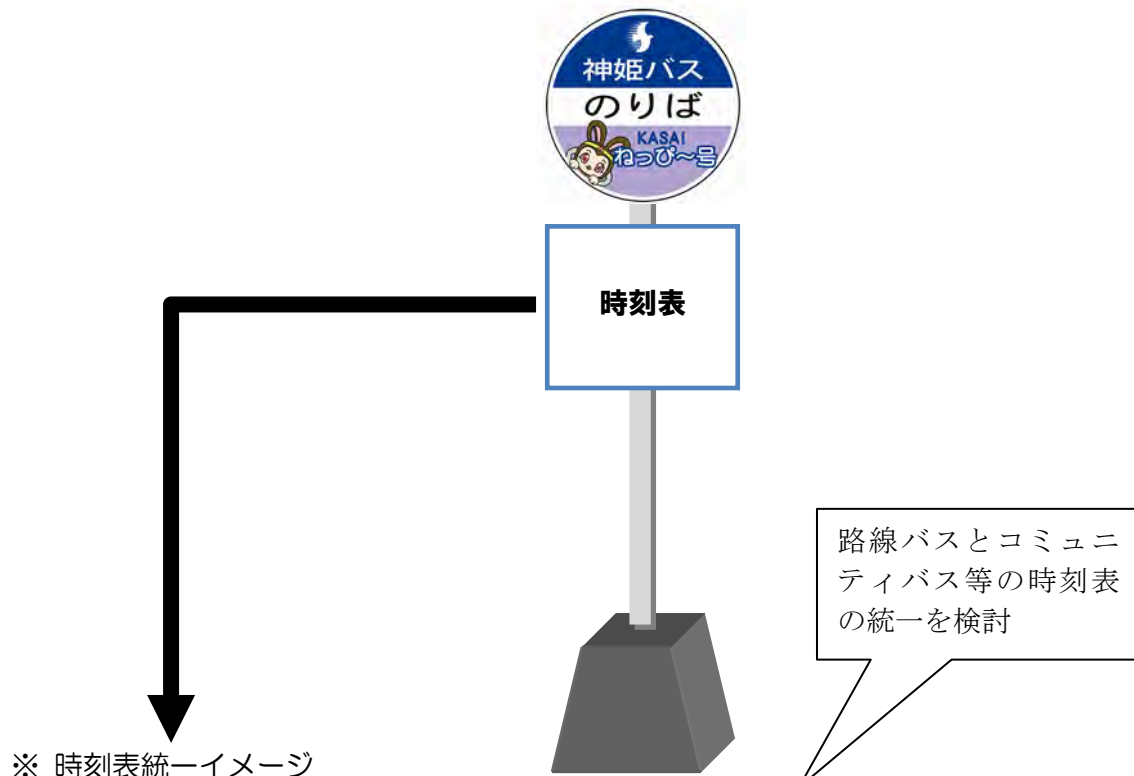 神姫バス
のりば
KASAI
ねっぴ～号
時刻表
路線バスとコミュニ
ティバス等の時刻表
の統一を検討
※ 時刻表統一イメージ